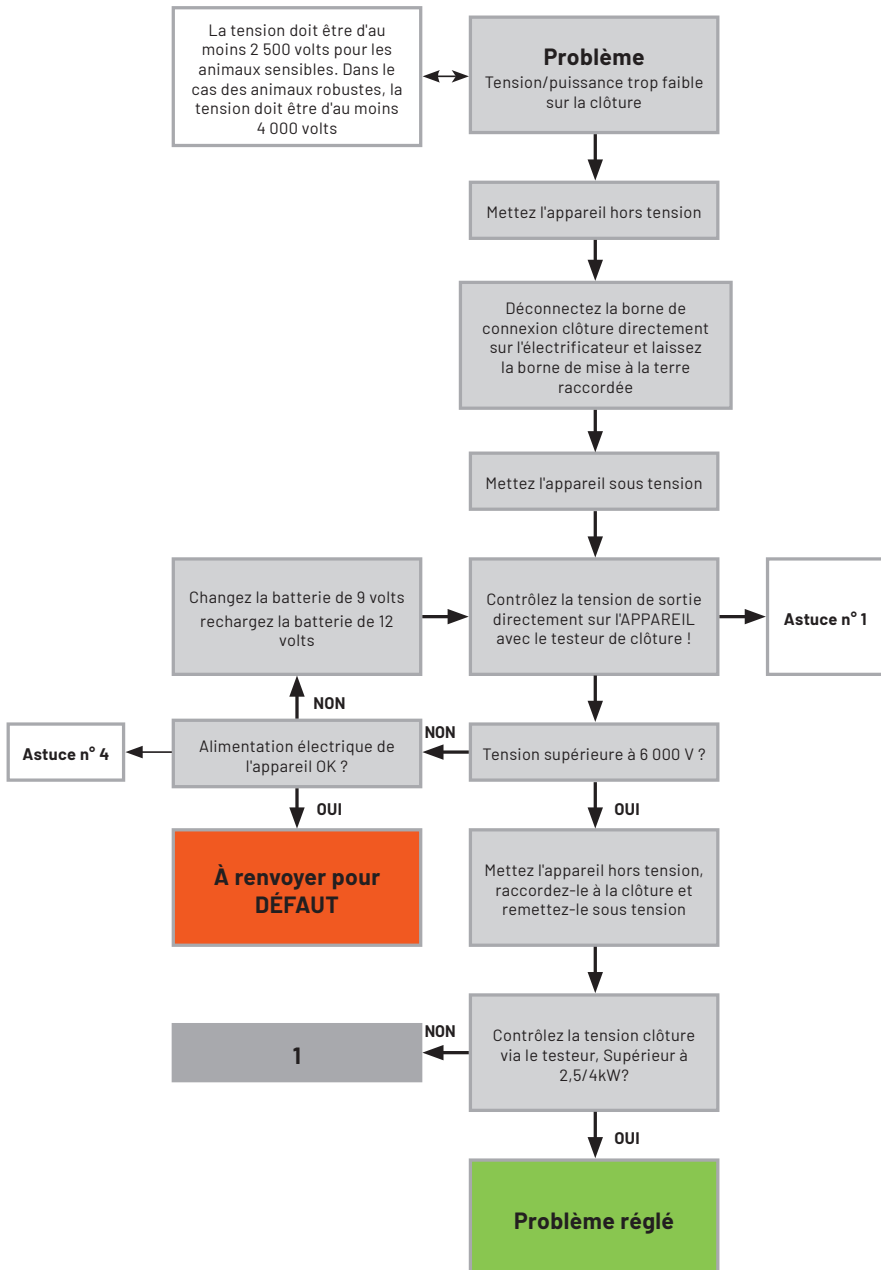 La tension doit être d'au
moins 2 500 volts pour les
animaux sensibles. Dans le
cas des animaux robustes, la
tension doit être d'au moins
4 000 volts
Problème
Tension/puissance trop faible
sur la clôture
Mettez l'appareil hors tension
Déconnectez la borne de
connexion clôture directement
sur l'électrificateur et laissez
la borne de mise à la terre
raccordée
Mettez l'appareil sous tension
Changez la batterie de 9 volts
rechargez la batterie de 12
volts
Contrôlez la tension de sortie
directement sur l'APPAREIL
avec le testeur de clôture !
Astuce n° 1
NON
Astuce n° 4
Alimentation électrique de
l'appareil OK ?
NON
Tension supérieure à 6 000 V ?
OUI
OUI
À renvoyer pour
DÉFAUT
Mettez l'appareil hors tension,
raccordez-le à la clôture et
remettez-le sous tension
1
NON
Contrôlez la tension clôture
via le testeur, Supérieur à
2,5/4kW?
OUI
Problème réglé